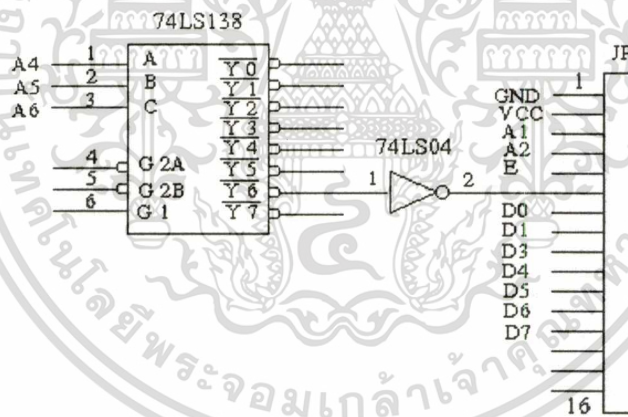 74LS138
A4 1 A
A5 2 B
A6 3 C
4 G 2A
5 G 2B
6 G 1
Y 0
Y 1
Y 2
Y 3
Y 4
Y 5
Y 6
Y 7
74LS04
1 2
JP
1
GND
VCC
A1
A2
E
D0
D1
D3
D4
D5
D6
D7
16